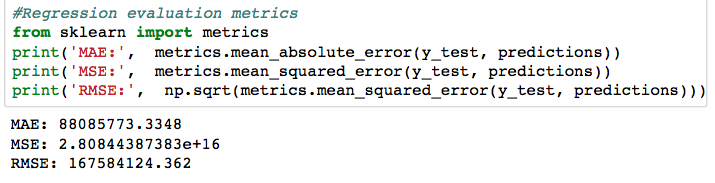 #Regression evaluation metrics
from sklearn import metrics
print('MAE:',  metrics.mean_absolute_error(y_test, predictions))
print('MSE:',  metrics.mean_squared_error(y_test, predictions))
print('RMSE:',  np.sqrt(metrics.mean_squared_error(y_test, predictions)))
MAE: 88085773.3348
MSE: 2.80844387383e+16
RMSE: 167584124.362